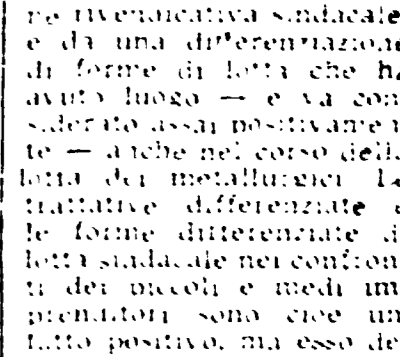 ne rivendicativa sindacale
e da una differenziazione
di forme di lotta che ha
avuto luogo — e va con
siderato assai positivamen
te — anche nel corso della
lotta dei metallurgici Le
trattative differenziate e
le forme differenziate di
lotta sindacale nei confron
ti dei piccoli e medi im
prenditori sono cioè un
fatto positivo, ma esso de